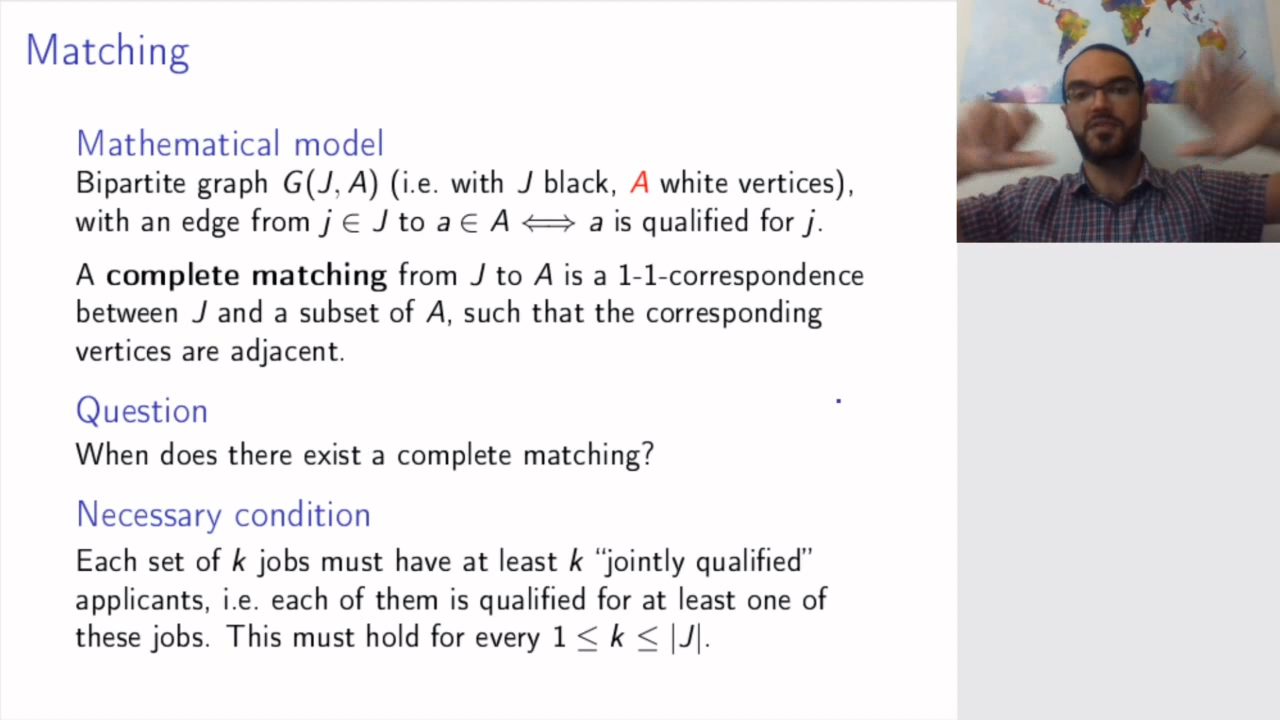 Matching
Mathematical model
Bipartite graph G(J, A) (i.e. with J black, A white vertices),
with an edge from j ∈ J to a ∈ A ⟺ a is qualified for j.
A complete matching from J to A is a 1-1-correspondence
between J and a subset of A, such that the corresponding
vertices are adjacent.
Question
When does there exist a complete matching?
Necessary condition
Each set of k jobs must have at least k “jointly qualified”
applicants, i.e. each of them is qualified for at least one of
these jobs. This must hold for every 1 ≤ k ≤ |J|.